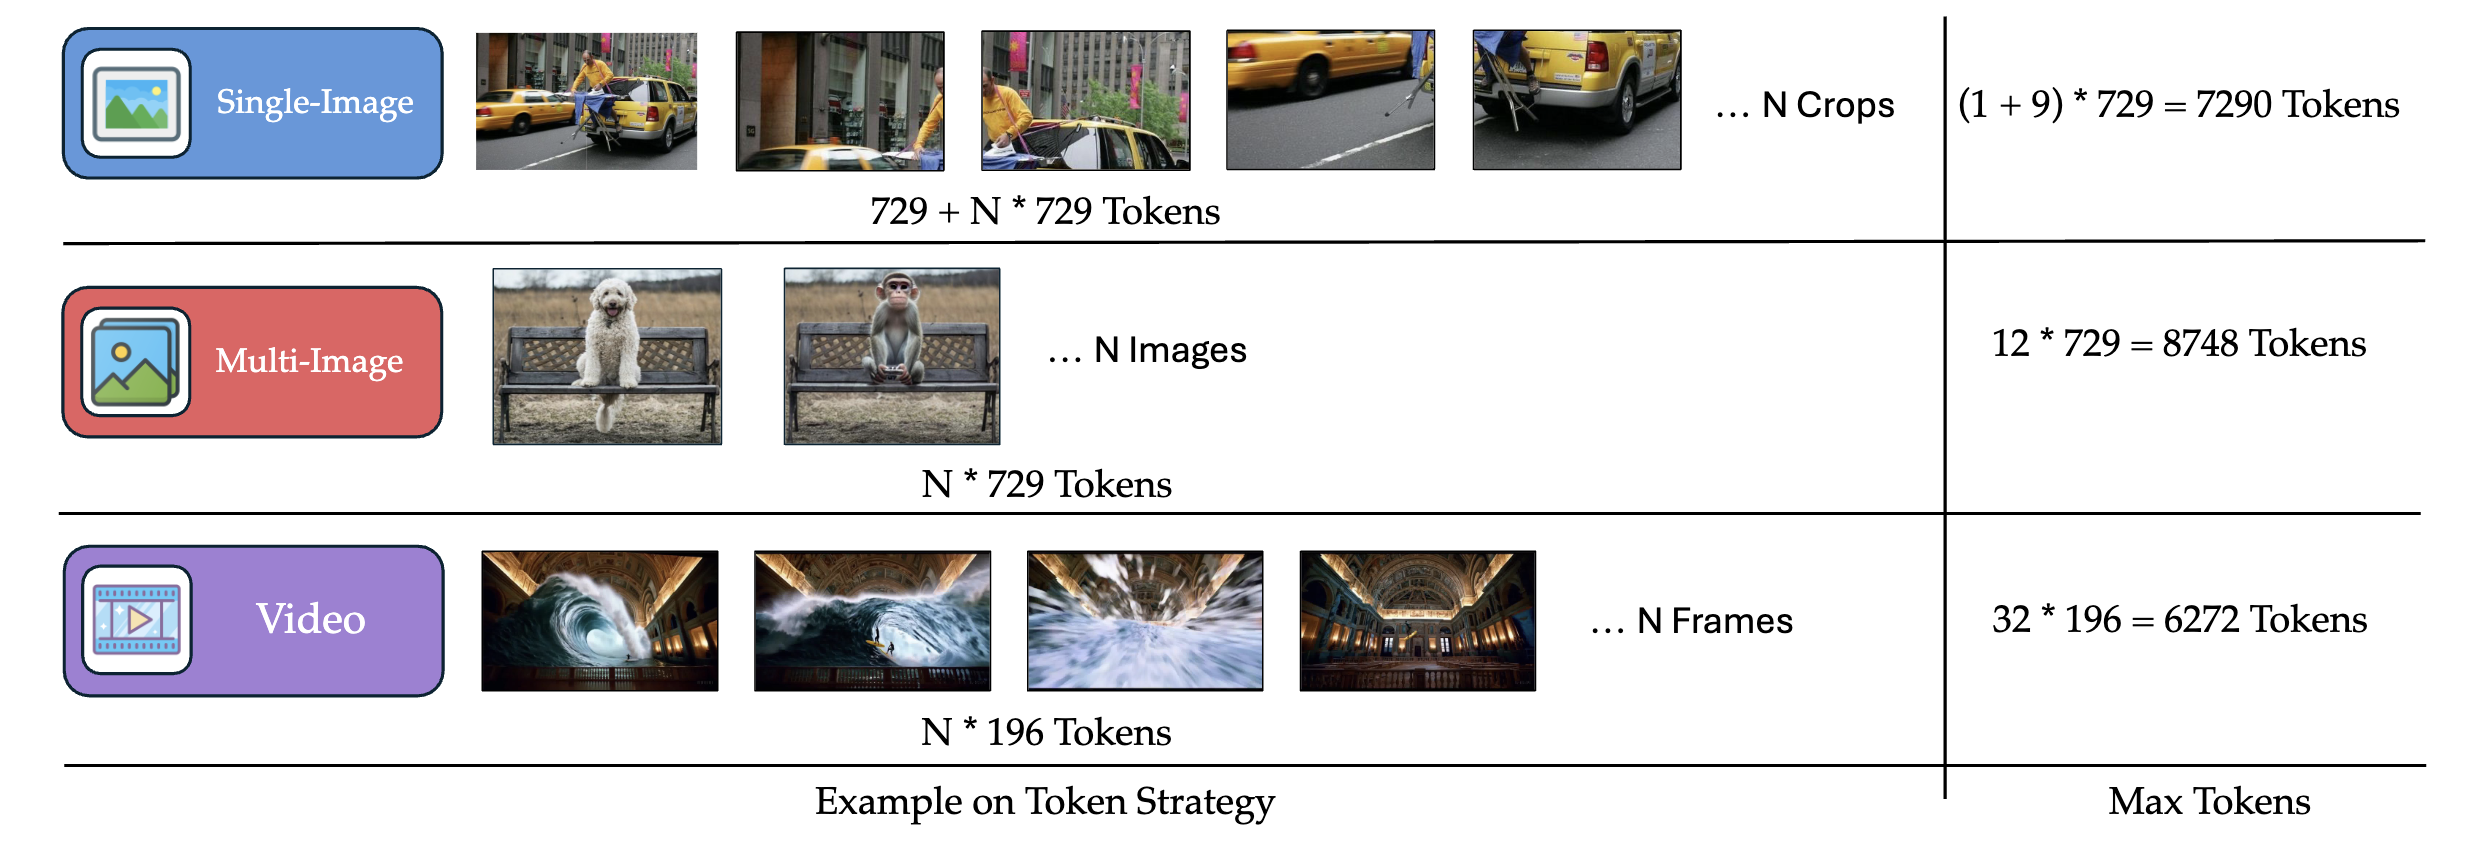 Single-Image
... N Crops
(1 + 9) * 729 = 7290 Tokens
729 + N * 729 Tokens
Multi-Image
... N Images
12 * 729 = 8748 Tokens
N * 729 Tokens
Video
... N Frames
32 * 196 = 6272 Tokens
N * 196 Tokens
Example on Token Strategy
Max Tokens